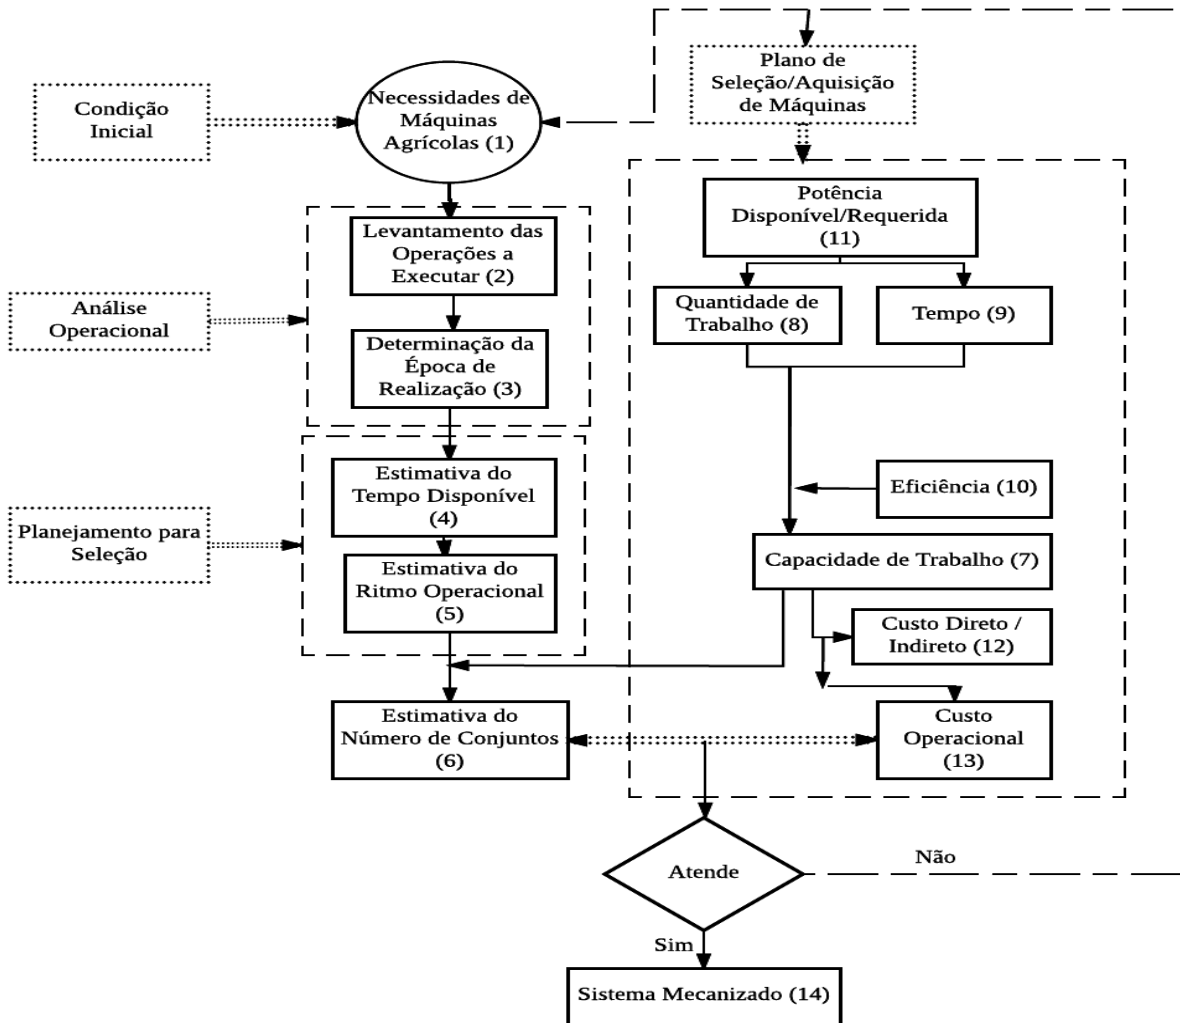 Condição
Inicial
Necessidades de
Máquinas
Agrícolas (1)
Plano de
Seleção/Aquisição
de Máquinas
Análise
Operacional
Levantamento das
Operações a
Executar (2)
Determinação da
Época de
Realização (3)
Planejamento para
Seleção
Estimativa do
Tempo Disponível
(4)
Estimativa do
Ritmo Operacional
(5)
Estimativa do
Número de Conjuntos
(6)
Potência
Disponível/Requerida
(11)
Quantidade de
Trabalho (8)
Tempo (9)
Eficiência (10)
Capacidade de Trabalho (7)
Custo Direto /
Indireto (12)
Custo
Operacional
(13)
Atende
Não
Sim
Sistema Mecanizado (14)